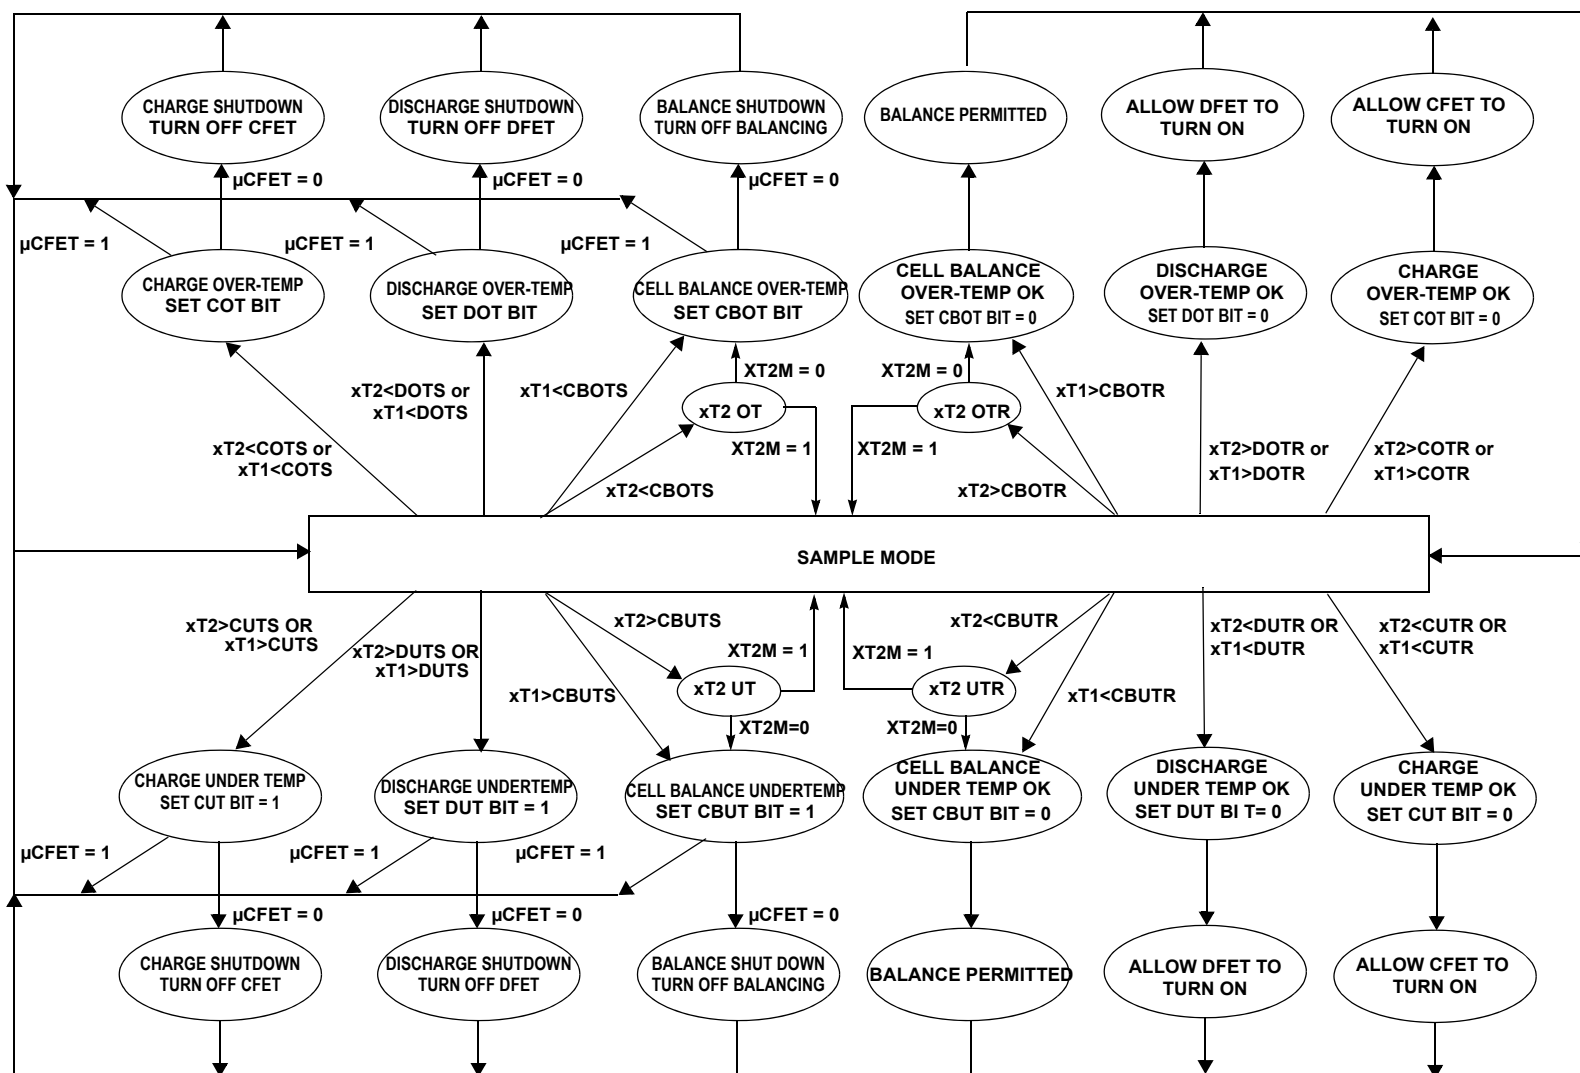 CHARGE SHUTDOWN
TURN OFF CFET
DISCHARGE SHUTDOWN
TURN OFF DFET
BALANCE SHUTDOWN
TURN OFF BALANCING
BALANCE PERMITTED
ALLOW DFET TO
TURN ON
ALLOW CFET TO
TURN ON
µCFET = 0
µCFET = 0
µCFET = 0
µCFET = 1
µCFET = 1
µCFET = 1
CHARGE OVER-TEMP
SET COT BIT
DISCHARGE OVER-TEMP
SET DOT BIT
CELL BALANCE OVER-TEMP
SET CBOT BIT
CELL BALANCE
OVER-TEMP OK
SET CBOT BIT = 0
DISCHARGE
OVER-TEMP OK
SET DOT BIT = 0
CHARGE
OVER-TEMP OK
SET COT BIT = 0
xT2<COTS or
xT1<COTS
xT2<DOTS or
xT1<DOTS
xT1<CBOTS
XT2M = 0
xT2 OT
XT2M = 1
xT2<CBOTS
XT2M = 0
xT2 OTR
XT2M = 1
xT1>CBOTR
xT2>CBOTR
xT2>DOTR or
xT1>DOTR
xT2>COTR or
xT1>COTR
SAMPLE MODE
xT2>CUTS OR
xT1>CUTS
xT2>DUTS OR
xT1>DUTS
xT2>CBUTS
xT1>CBUTS
XT2M = 1
xT2 UT
XT2M=0
XT2M = 1
xT2 UTR
XT2M=0
xT2<CBUTR
xT1<CBUTR
xT2<DUTR OR
xT1<DUTR
xT2<CUTR OR
xT1<CUTR
CHARGE UNDER TEMP
SET CUT BIT = 1
DISCHARGE UNDERTEMP
SET DUT BIT = 1
CELL BALANCE UNDERTEMP
SET CBUT BIT = 1
CELL BALANCE
UNDER TEMP OK
SET CBUT BIT = 0
DISCHARGE
UNDER TEMP OK
SET DUT BI T= 0
CHARGE
UNDER TEMP OK
SET CUT BIT = 0
µCFET = 1
µCFET = 1
µCFET = 1
µCFET = 0
µCFET = 0
µCFET = 0
CHARGE SHUTDOWN
TURN OFF CFET
DISCHARGE SHUTDOWN
TURN OFF DFET
BALANCE SHUT DOWN
TURN OFF BALANCING
BALANCE PERMITTED
ALLOW DFET TO
TURN ON
ALLOW CFET TO
TURN ON